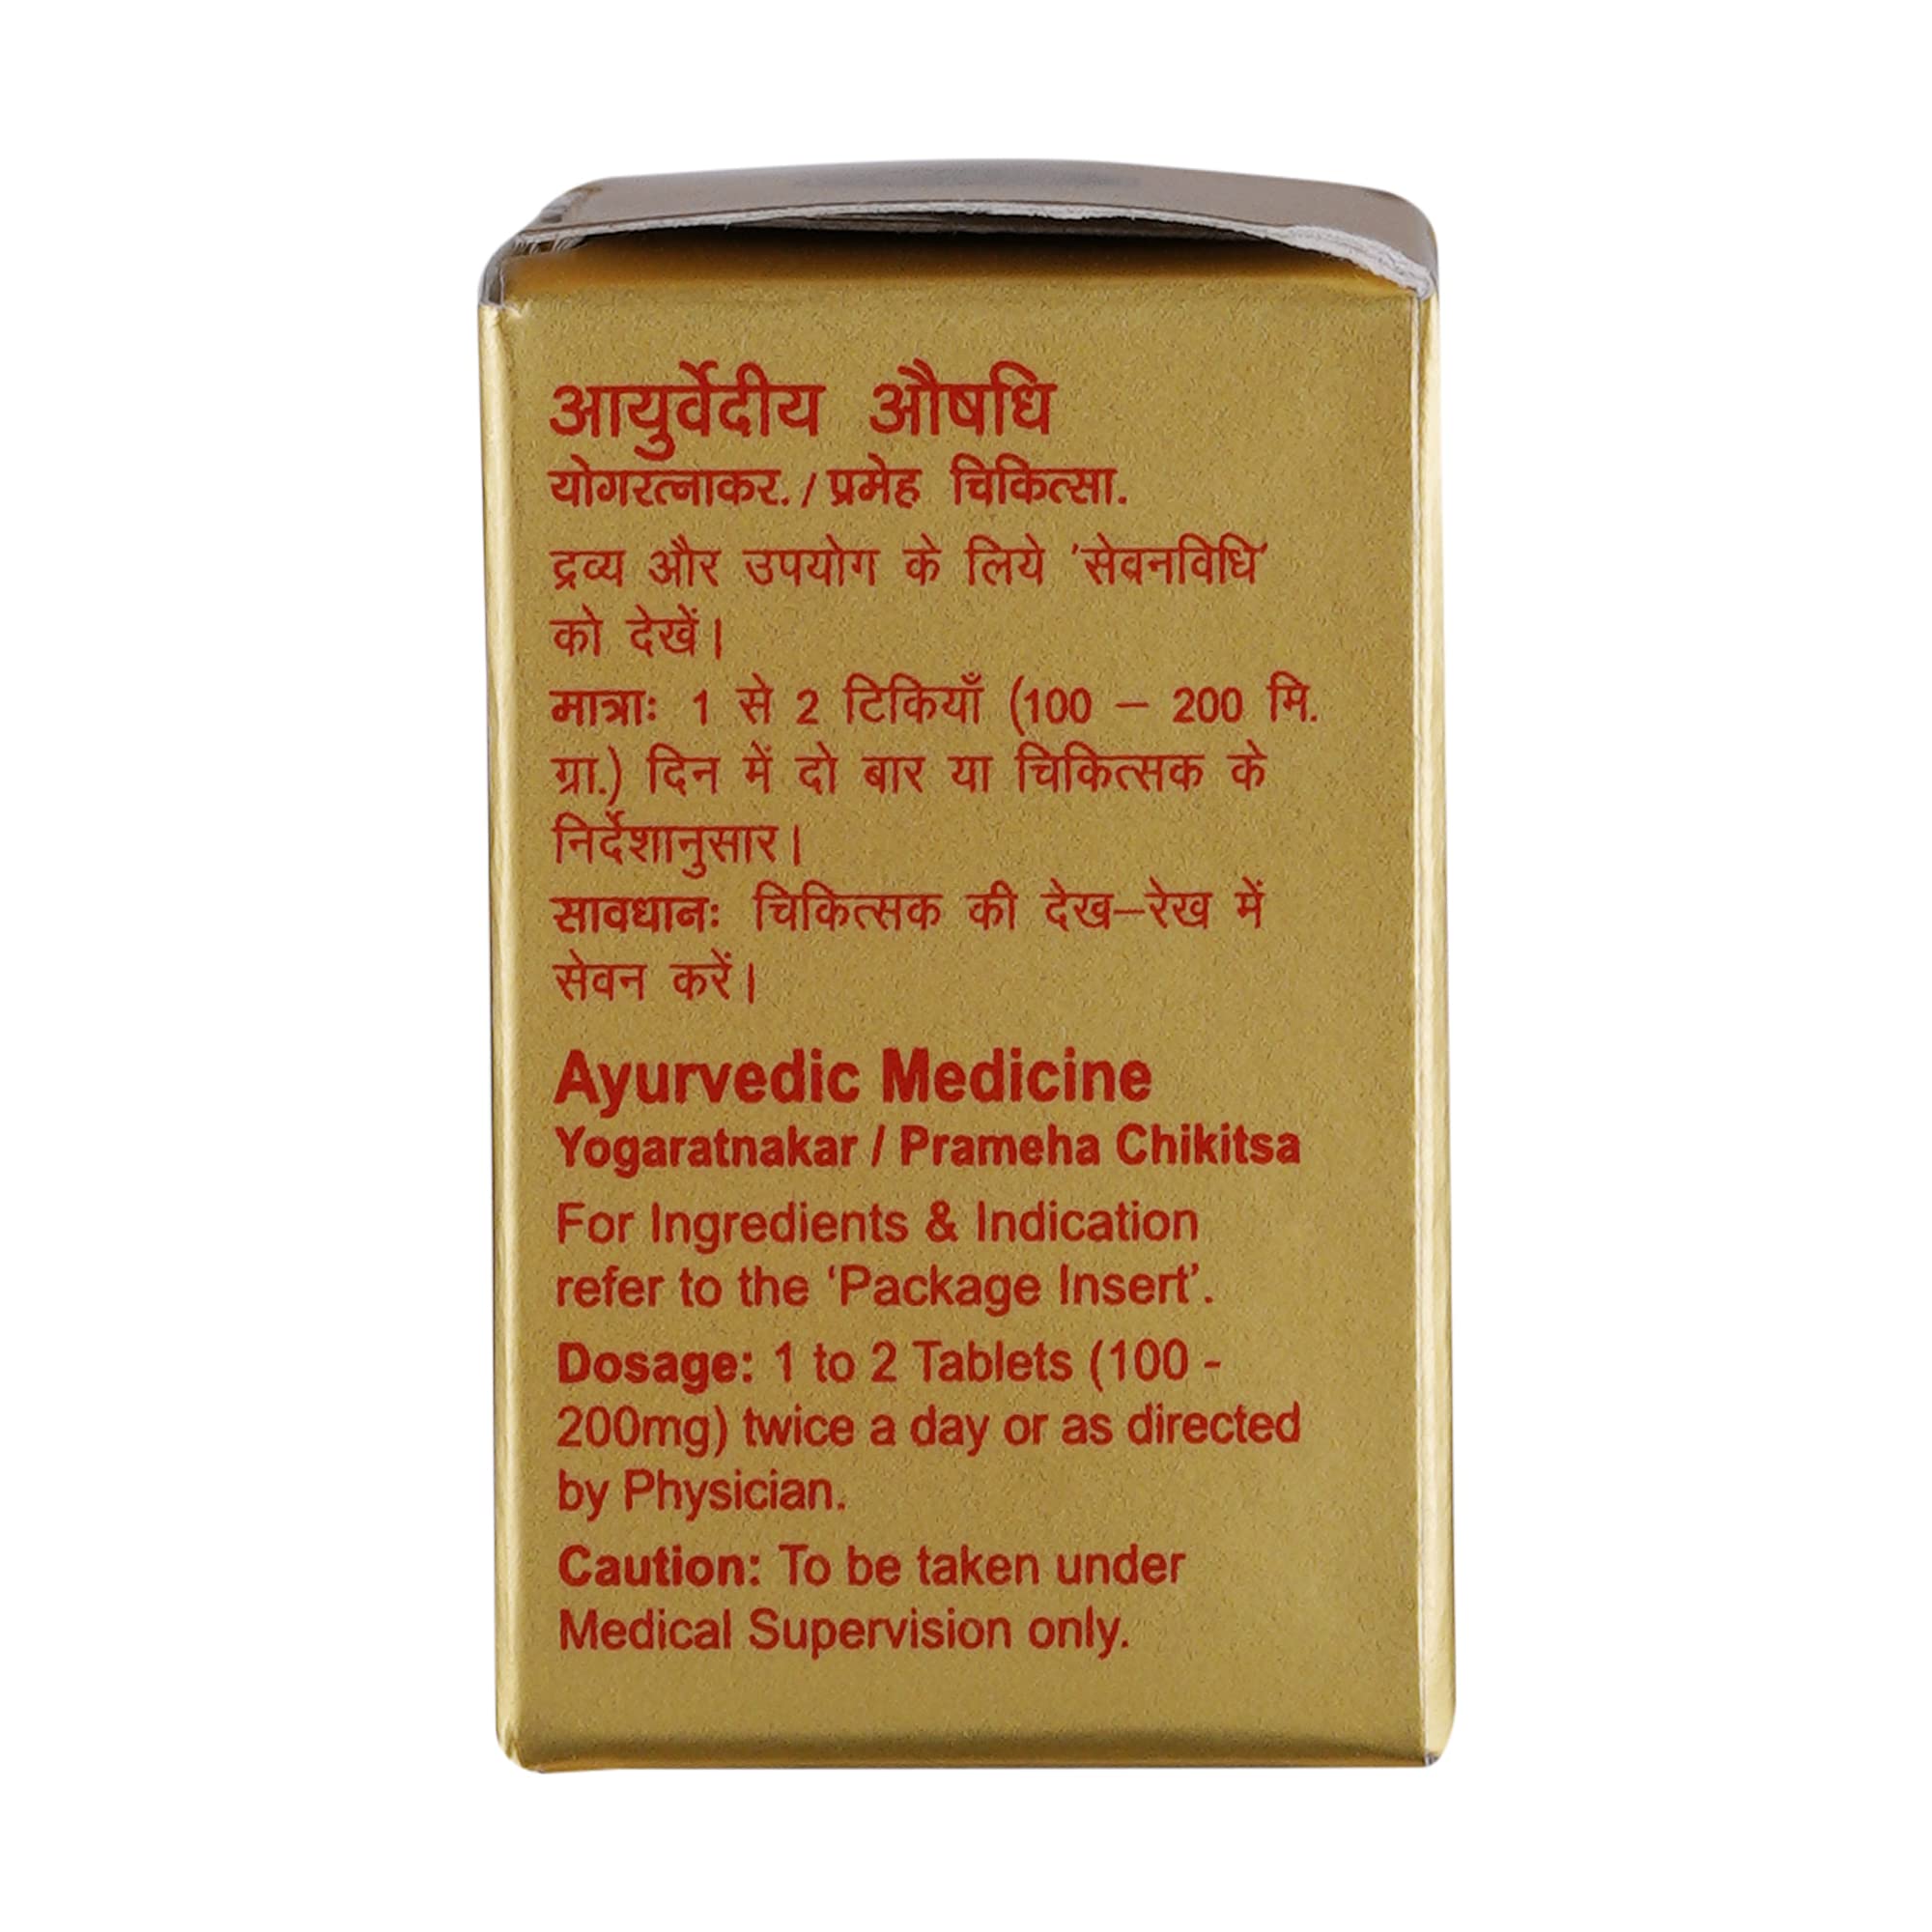 आयुर्वेदीय औषधि
योगरत्नाकर. / प्रमेह चिकित्सा.
द्रव्य और उपयोग के लिये 'सेवनविधि'
को देखें।
मात्राः 1 से 2 टिकियाँ (100 – 200 मि.
ग्रा.) दिन में दो बार या चिकित्सक के
निर्देशानुसार।
सावधानः चिकित्सक की देख–रेख में
सेवन करें।
Ayurvedic Medicine
Yogaratnakar / Prameha Chikitsa
For Ingredients & Indication
refer to the ‘Package Insert’.
Dosage: 1 to 2 Tablets (100 -
200mg) twice a day or as directed
by Physician.
Caution: To be taken under
Medical Supervision only.